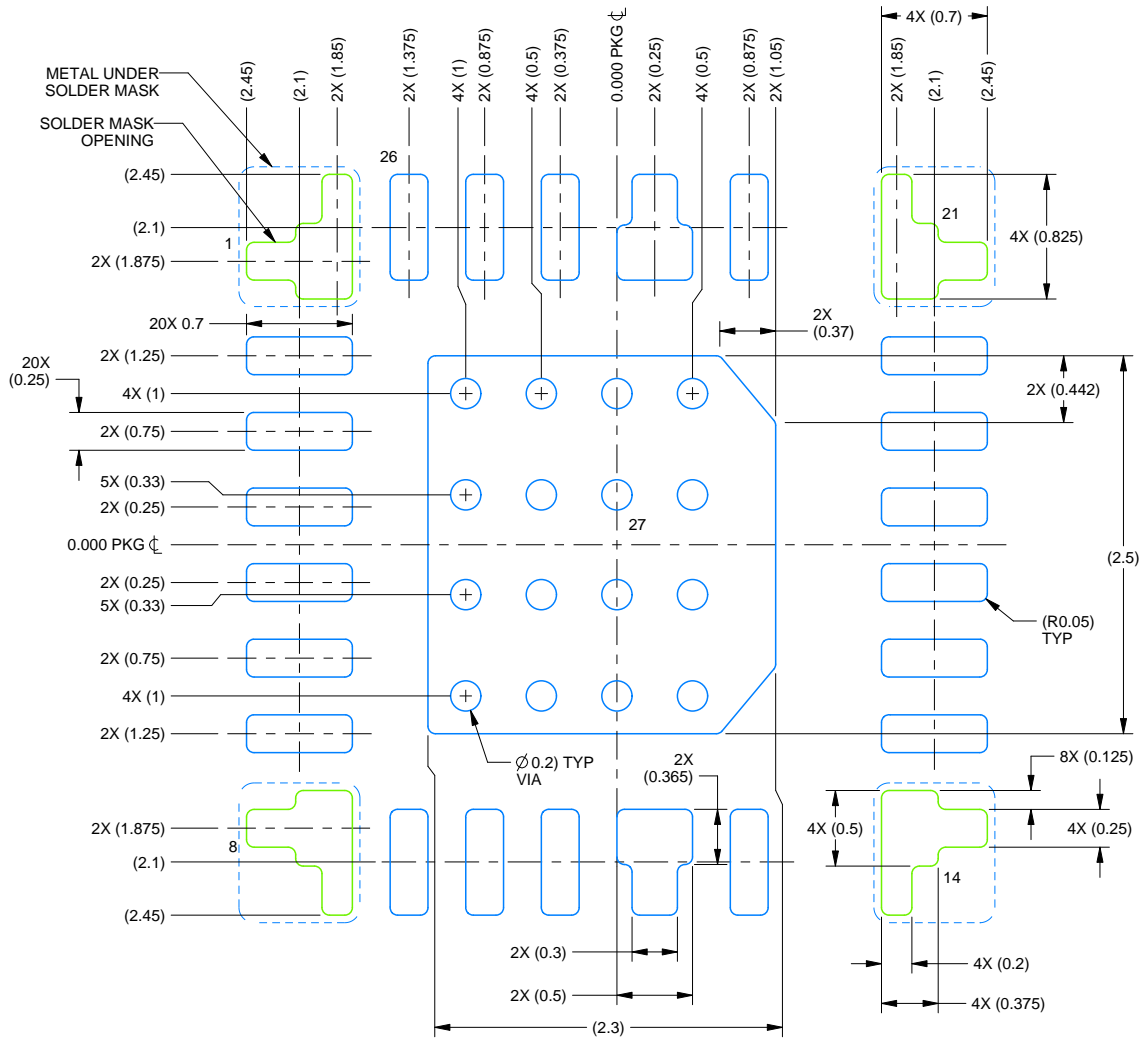 0.000 PKG ℄
4X (0.7)
(2.45)
(2.1)
2X (1.85)
2X (1.375)
4X (1)
2X (0.875)
4X (0.5)
2X (0.375)
2X (0.25)
4X (0.5)
2X (0.875)
2X (1.05)
2X (1.85)
(2.1)
(2.45)
METAL UNDER
SOLDER MASK
SOLDER MASK
OPENING
26
(2.45)
21
(2.1)
1
4X (0.825)
2X (1.875)
20X 0.7
2X
(0.37)
2X (1.25)
20X
(0.25)
4X (1)
2X (0.442)
2X (0.75)
5X (0.33)
2X (0.25)
27
0.000 PKG ℄
(2.5)
2X (0.25)
5X (0.33)
(R0.05)
TYP
2X (0.75)
4X (1)
2X (1.25)
Ø 0.2) TYP
VIA
2X
(0.365)
8X (0.125)
2X (1.875)
4X (0.5)
4X (0.25)
8
(2.1)
14
(2.45)
2X (0.3)
4X (0.2)
2X (0.5)
4X (0.375)
(2.3)